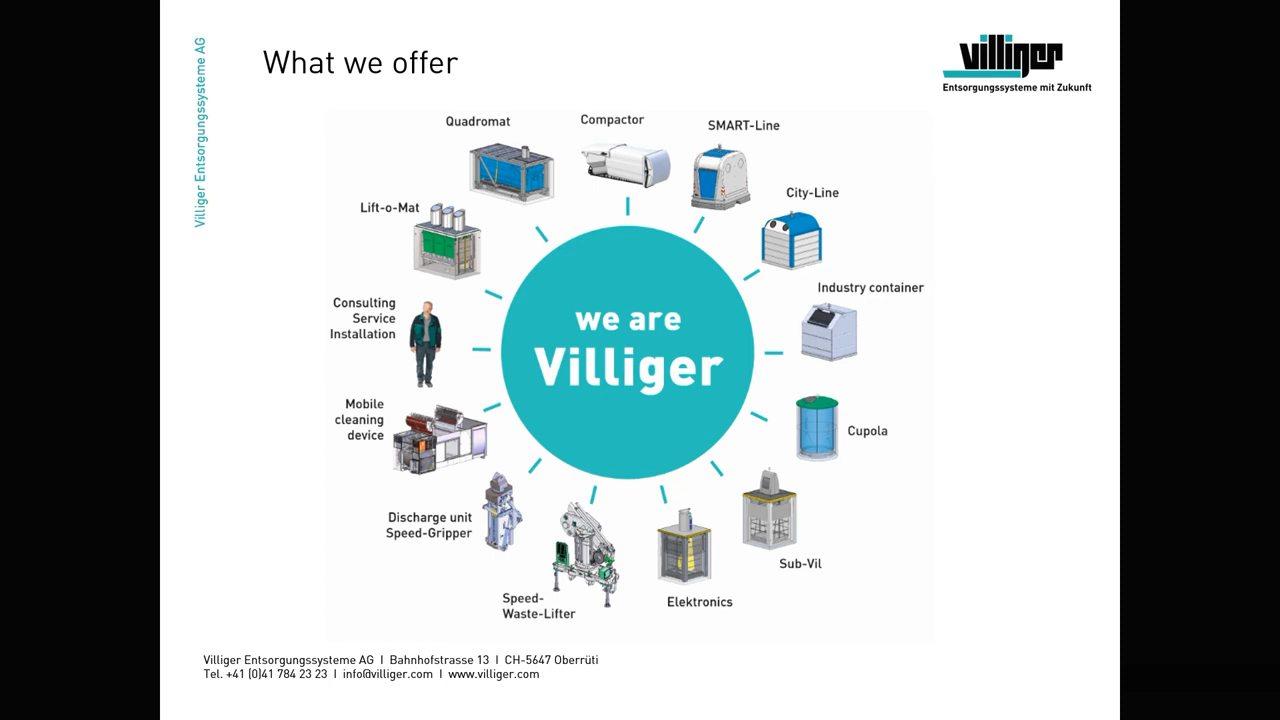 Villiger Entsorgungssysteme AG
What we offer
villiger
Entsorgungssysteme mit Zukunft
Quadromat
Compactor
SMART-Line
City-Line
Industry container
Cupola
Sub-Vil
Elektronics
Speed-
Waste-Lifter
Discharge unit
Speed-Gripper
Mobile
cleaning
device
Consulting
Service
Installation
Lift-o-Mat
we are
Villiger
Villiger Entsorgungssysteme AG I Bahnhofstrasse 13 I CH-5647 Oberrüti
Tel. +41 (0)41 784 23 23 I info@villiger.com I www.villiger.com